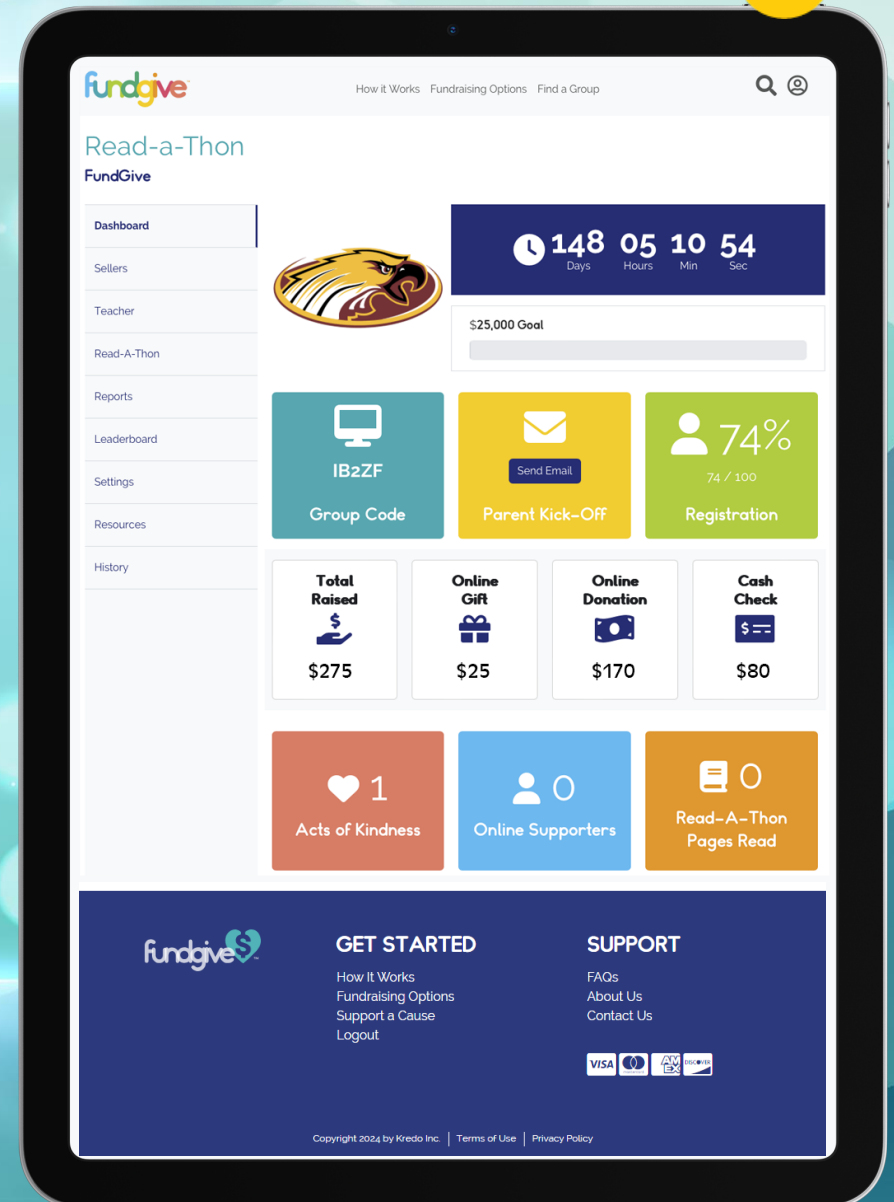 fundgive
How it Works Fundraising Options Find a Group
Read-a-Thon
FundGive
Dashboard
Sellers
Teacher
Read-A-Thon
Reports
Leaderboard
Settings
Resources
History
148 05 10 54
Days Hours Min Sec
$25,000 Goal
IB2ZF
Group Code
Send Email
Parent Kick-Off
74%
74 / 100
Registration
Total
Raised
$
$275
Online
Gift
$25
Online
Donation
$170
Cash
Check
$
$80
1
Acts of Kindness
0
Online Supporters
0
Read-A-Thon
Pages Read
fundgive $ ™
GET STARTED
How It Works
Fundraising Options
Support a Cause
Logout
SUPPORT
FAQs
About Us
Contact Us
VISA
AM
EX
DISCOVER
Copyright 2024 by Kredo Inc. | Terms of Use | Privacy Policy